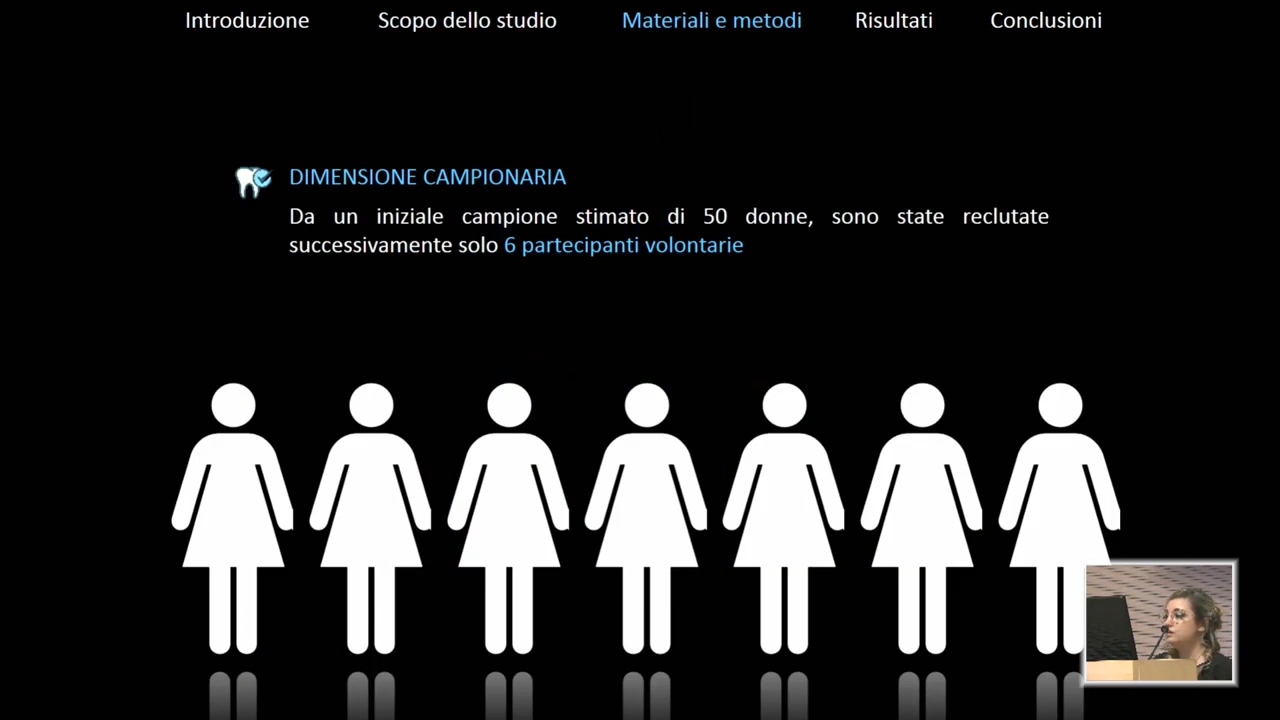 Introduzione Scopo dello studio Materiali e metodi Risultati Conclusioni
DIMENSIONE CAMPIONARIA
Da un iniziale campione stimato di 50 donne, sono state reclutate
successivamente solo 6 partecipanti volontarie